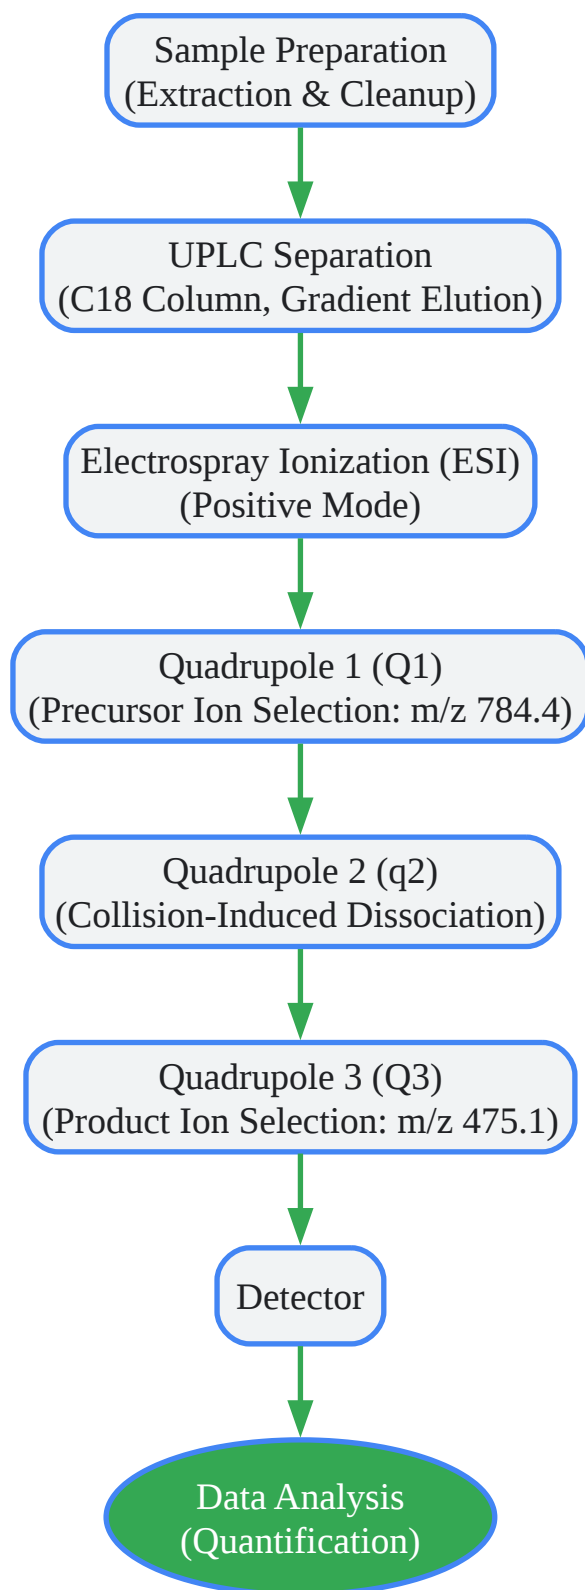 Sample Preparation
(Extraction & Cleanup)
UPLC Separation
(C18 Column, Gradient Elution)
Electrospray Ionization (ESI)
(Positive Mode)
Quadrupole 1 (Q1)
(Precursor Ion Selection: m/z 784.4)
Quadrupole 2 (q2)
(Collision-Induced Dissociation)
Quadrupole 3 (Q3)
(Product Ion Selection: m/z 475.1)
Detector
Data Analysis
(Quantification)